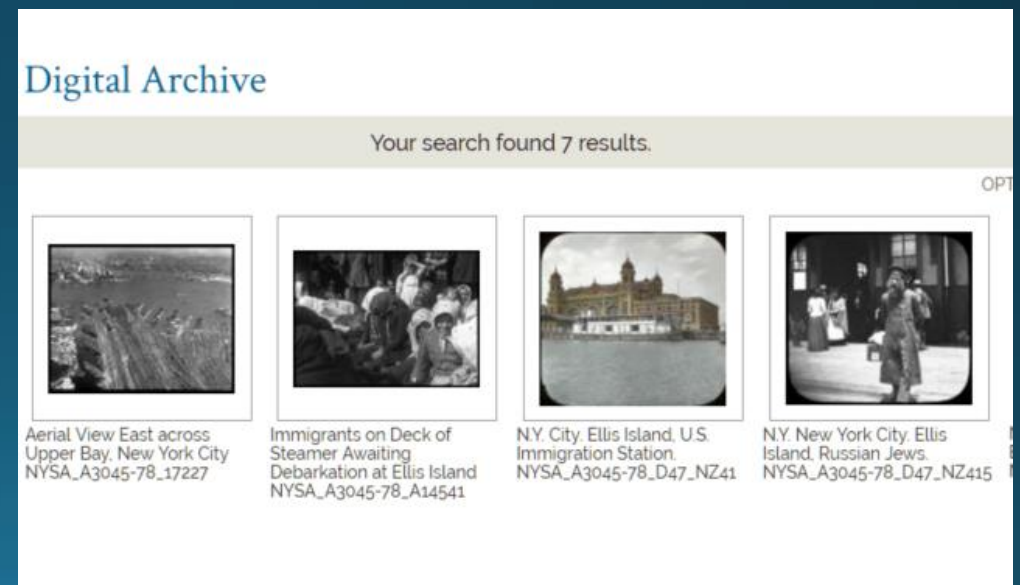 Digital Archive
Your search found 7 results.
OPT
Aerial View East across
Upper Bay, New York City
NYSA_A3045-78_17227
Immigrants on Deck of
Steamer Awaiting
Debarkation at Ellis Island
NYSA_A3045-78_A14541
N.Y. City. Ellis Island, U.S.
Immigration Station.
NYSA_A3045-78_D47_NZ41
N.Y. New York City. Ellis
Island, Russian Jews.
NYSA_A3045-78_D47_NZ415